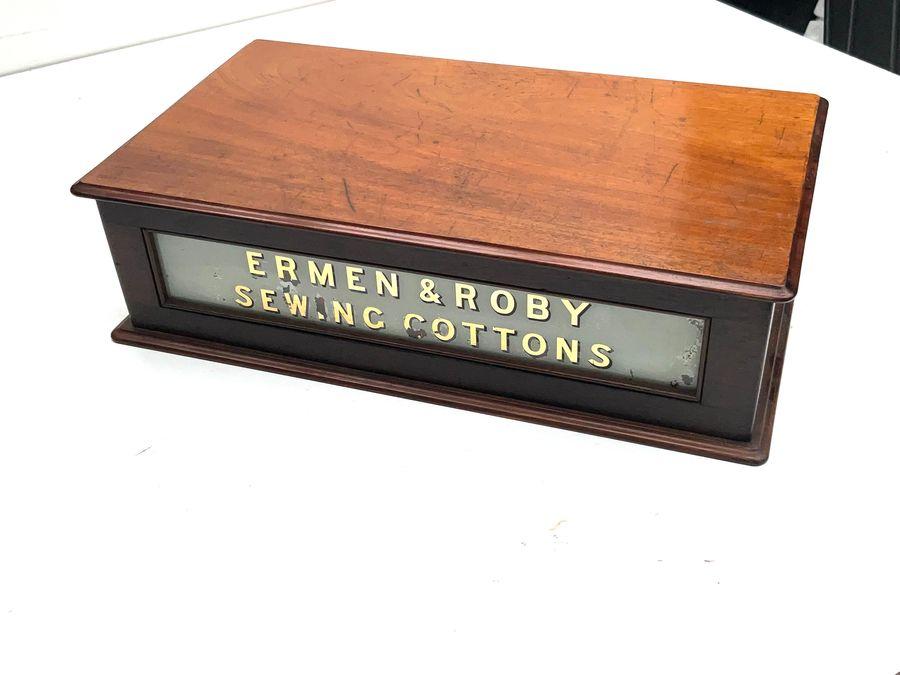 ERMEN & ROBY
SEWING COTTONS